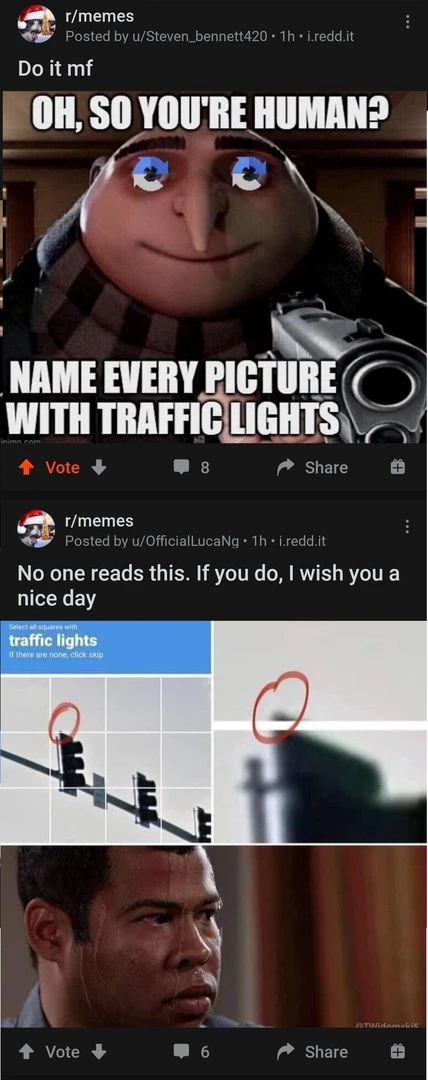 r/memes
Posted by u/Steven_bennett420 • 1h • i.redd.it
Do it mf
OH, SO YOU'RE HUMAN?
NAME EVERY PICTURE
WITH TRAFFIC LIGHTS
Vote
8
Share
r/memes
Posted by u/OfficialLucaNg • 1h • i.redd.it
No one reads this. If you do, I wish you a
nice day
Select all squares with
traffic lights
If there are none, click skip
Vote
6
Share